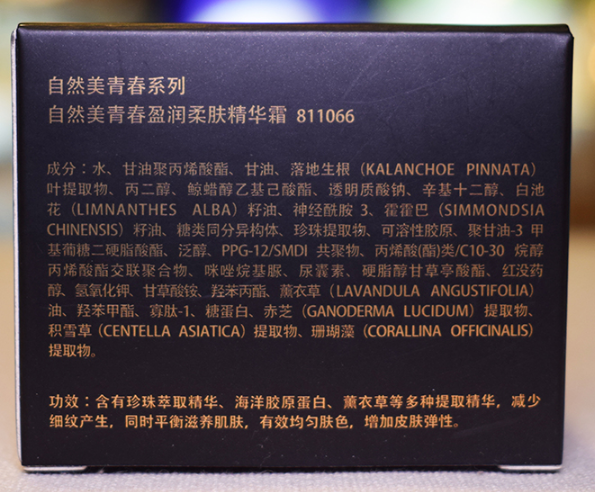 自然美青春系列
自然美青春盈润柔肤精华霜 811066
成分：水、甘油聚丙烯酸酯、甘油、落地生根（KALANCHOE PINNATA）
叶提取物、丙二醇、鲸蜡醇乙基己酸酯、透明质酸钠、辛基十二醇、白池
花（LIMNANTHES ALBA）籽油、神经酰胺 3、霍霍巴（SIMMONDSIA
CHINENSIS）籽油、糖类同分异构体、珍珠提取物、可溶性胶原、聚甘油-3 甲
基葡糖二硬脂酸酯、泛醇、PPG-12/SMDI 共聚物、丙烯酸(酯)类/C10-30 烷醇
丙烯酸酯交联聚合物、咪唑烷基脲、尿囊素、硬脂醇甘草亭酸酯、红没药
醇、氢氧化钾、甘草酸铵、羟苯丙酯、薰衣草（LAVANDULA ANGUSTIFOLIA）
油、羟苯甲酯、寡肽-1、糖蛋白、赤芝（GANODERMA LUCIDUM）提取物、
积雪草（CENTELLA ASIATICA）提取物、珊瑚藻（CORALLINA OFFICINALIS）
提取物。
功效：含有珍珠萃取精华、海洋胶原蛋白、薰衣草等多种提取精华，减少
细纹产生，同时平衡滋养肌肤，有效均匀肤色，增加皮肤弹性。